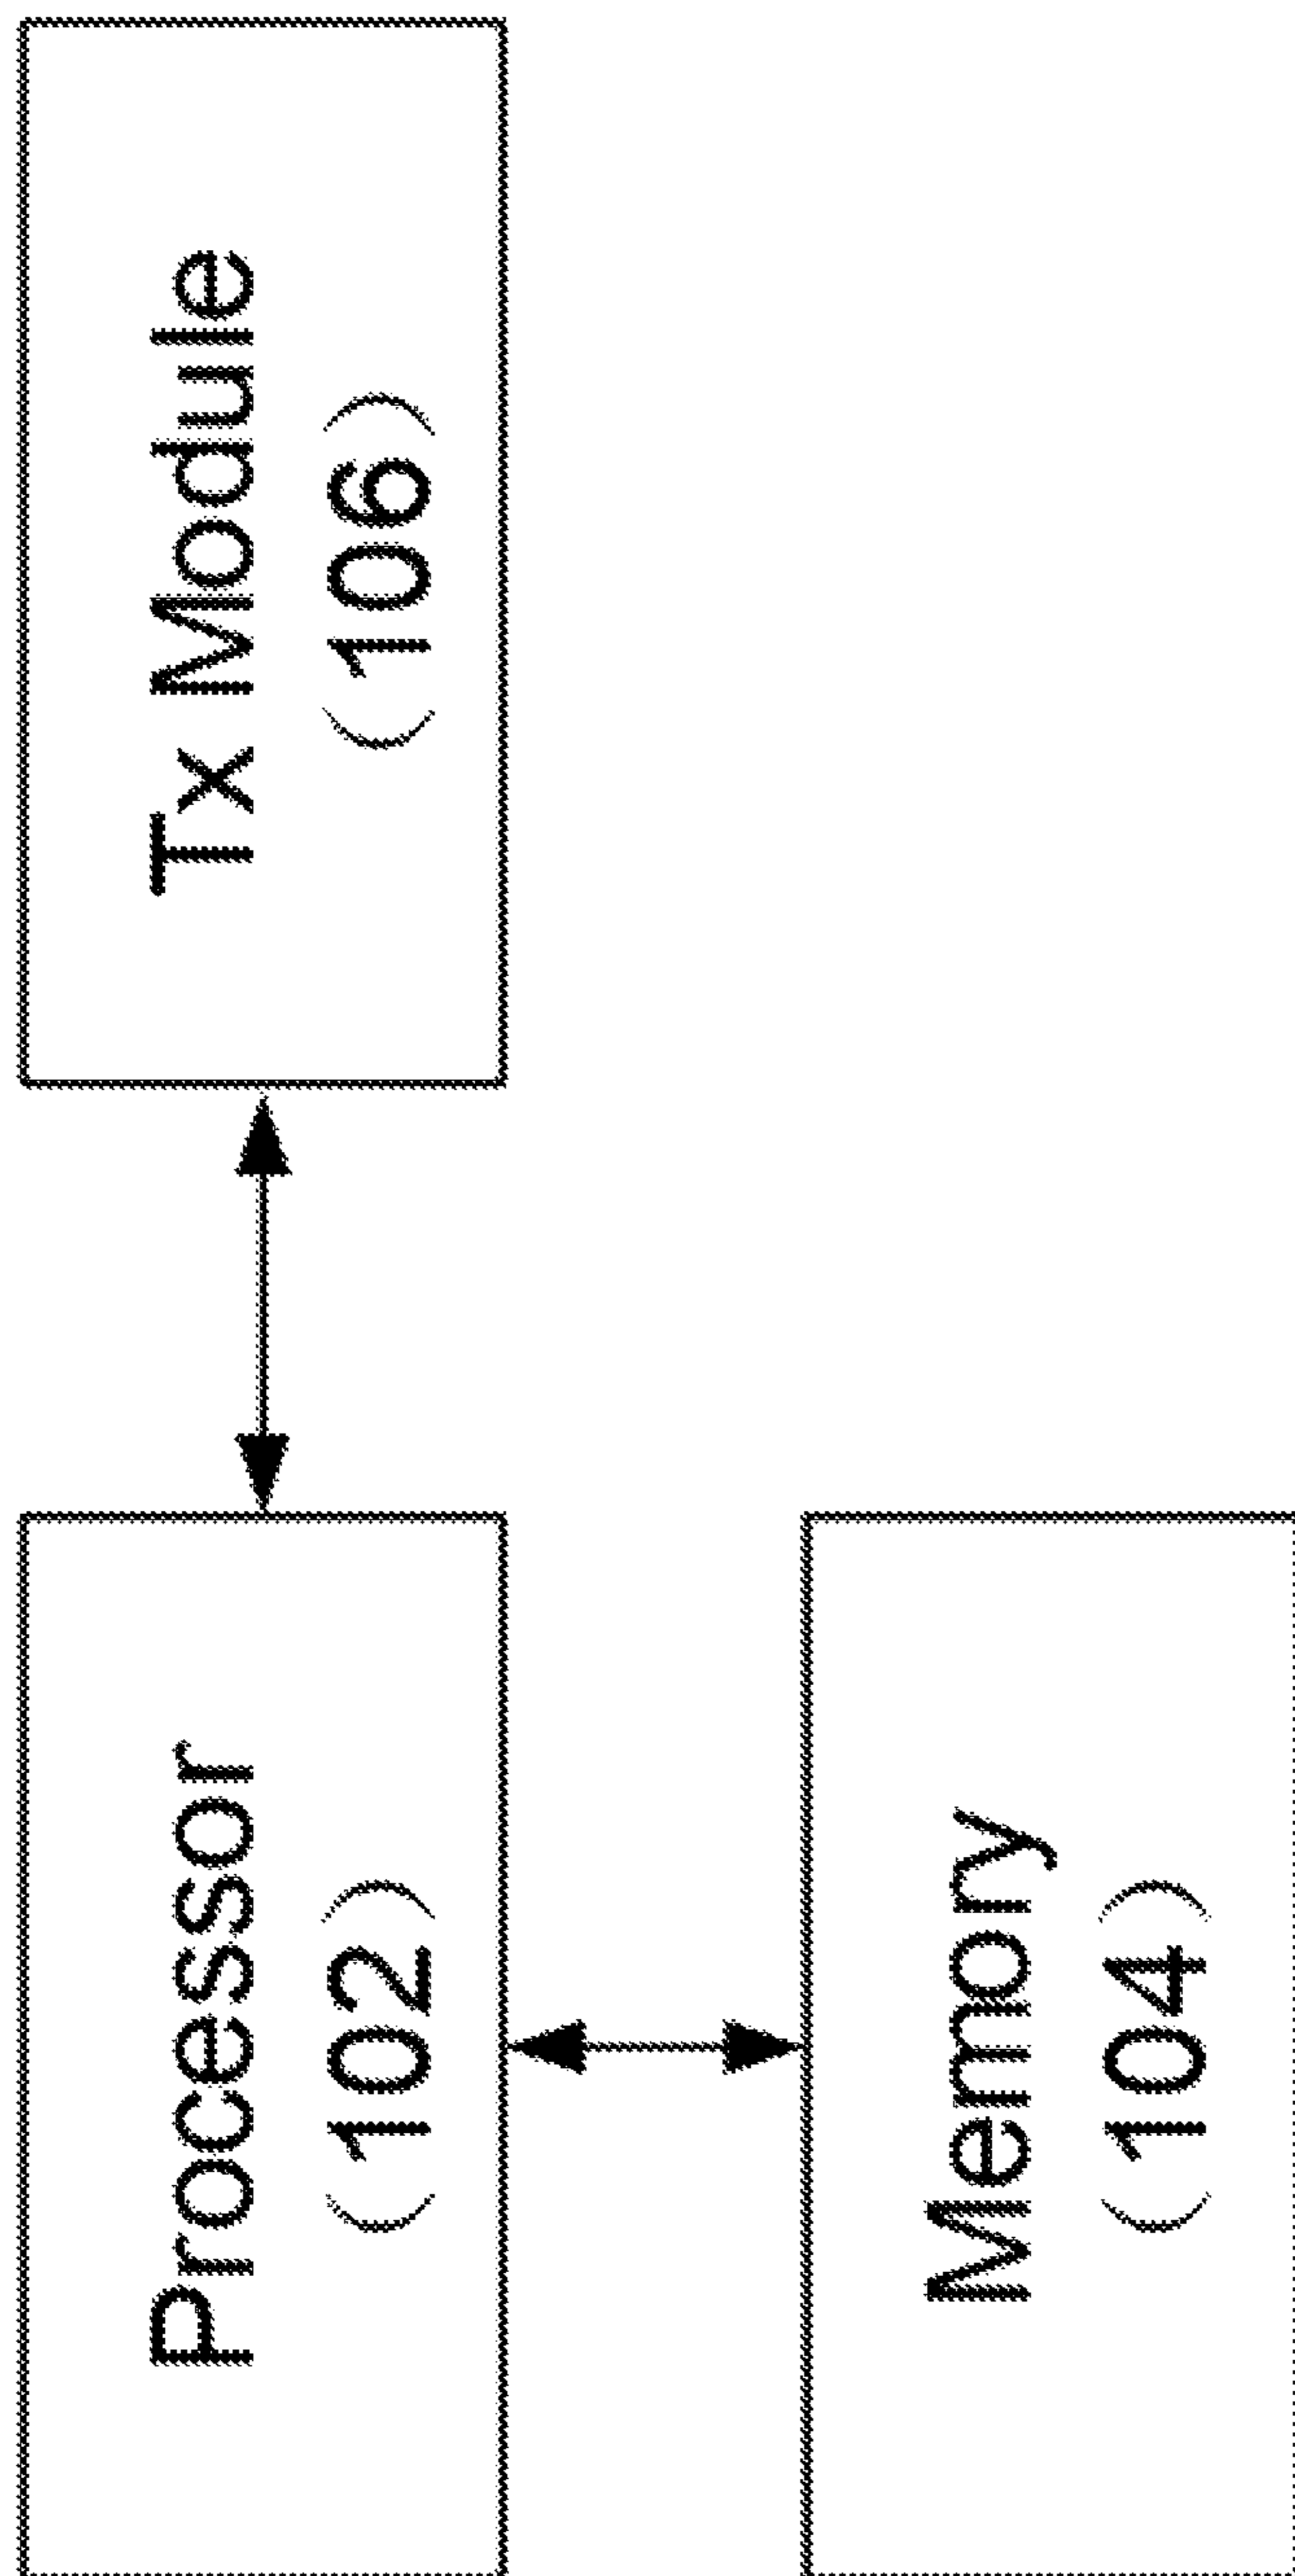 Processor
(102)
Tx Module
(106)
Memory
(104)